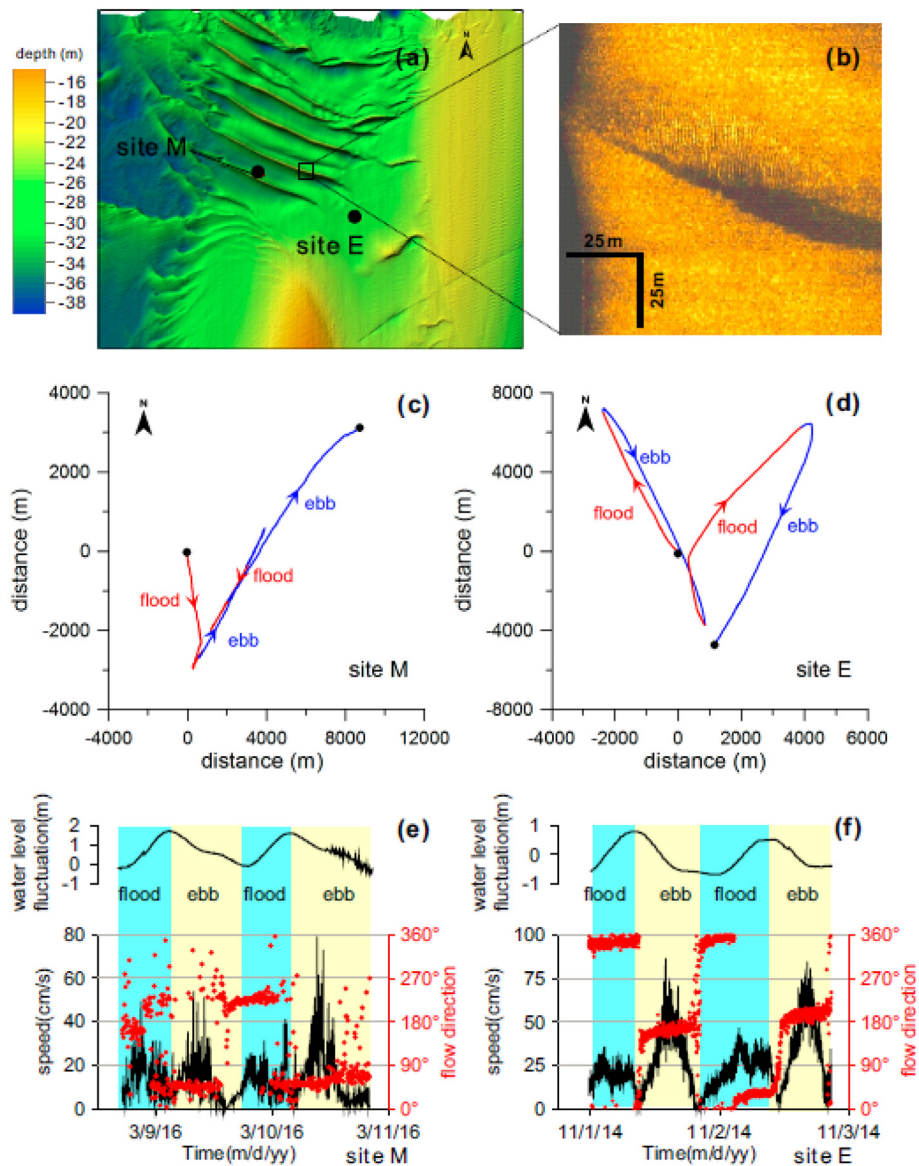 depth (m)
-16
-18
-20
-22
-24
-26
-28
-30
-32
-34
-36
-38
N
(a)
site M
site E
(b)
25m
25m
4000
2000
0
-2000
-4000
distance (m)
N
(c)
ebb
flood
flood
ebb
site M
-4000 0 4000 8000 12000
distance (m)
8000
4000
0
-4000
-8000
distance (m)
N
(d)
ebb
flood
flood
ebb
site E
-4000 -2000 0 2000 4000 6000
distance (m)
water level
fluctuation(m)
2
1
0
-1
(e)
flood ebb flood ebb
80
60
40
20
0
speed(cm/s)
360°
270°
180°
90°
0°
flow direction
3/9/16 3/10/16 3/11/16
Time(m/d/yy) site M
water level
fluctuation(m)
1
0
-1
(f)
flood ebb flood ebb
100
75
50
25
0
speed(cm/s)
360°
270°
180°
90°
0°
flow direction
11/1/14 11/2/14 11/3/14
Time(m/d/yy) site E